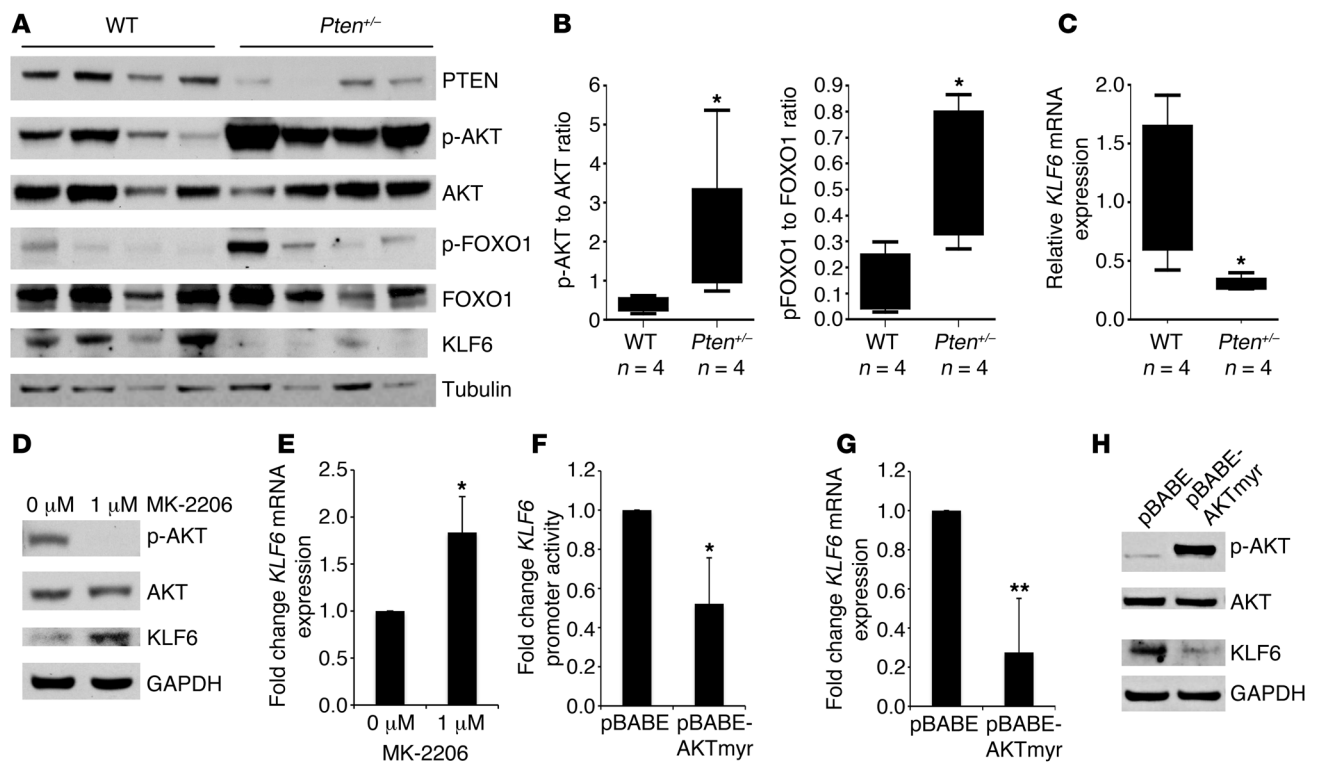 A
WT
Pten+/–
PTEN
p-AKT
AKT
p-FOXO1
FOXO1
KLF6
Tubulin
B
p-AKT to AKT ratio
6
5
4
3
2
1
0
*
WT
n = 4
Pten+/–
n = 4
pFOXO1 to FOXO1 ratio
0.9
0.8
0.7
0.6
0.5
0.4
0.3
0.2
0.1
0.0
*
WT
n = 4
Pten+/–
n = 4
C
Relative KLF6 mRNA
expression
2.0
1.5
1.0
0.5
0.0
*
WT
n = 4
Pten+/–
n = 4
D
0 μM 1 μM MK-2206
p-AKT
AKT
KLF6
GAPDH
E
Fold change KLF6 mRNA
expression
2.5
2.0
1.5
1.0
0.5
0.0
*
0 μM 1 μM
MK-2206
F
Fold change KLF6
promoter activity
1.2
1.0
0.8
0.6
0.4
0.2
0.0
*
pBABE
pBABE-
AKTmyr
G
Fold change KLF6 mRNA
expression
1.2
1.0
0.8
0.6
0.4
0.2
0.0
**
pBABE
pBABE-
AKTmyr
H
pBABE
pBABE-
AKTmyr
p-AKT
AKT
KLF6
GAPDH